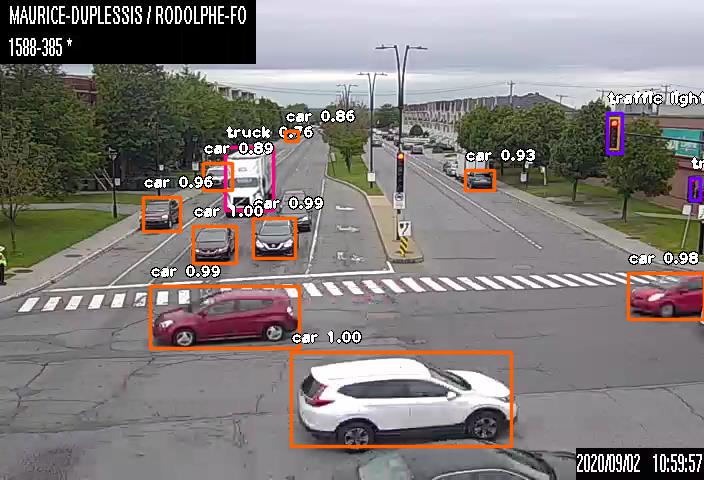 MAURICE-DUPLESSIS / RODOLPHE-FO
1588-385 *
traffic light
car 0.86
truck 0.76
car 0.89
car 0.93
tr
car 0.96
car 1.00
car 0.99
car 0.99
car 0.98
car 1.00
2020/09/02 10:59:57